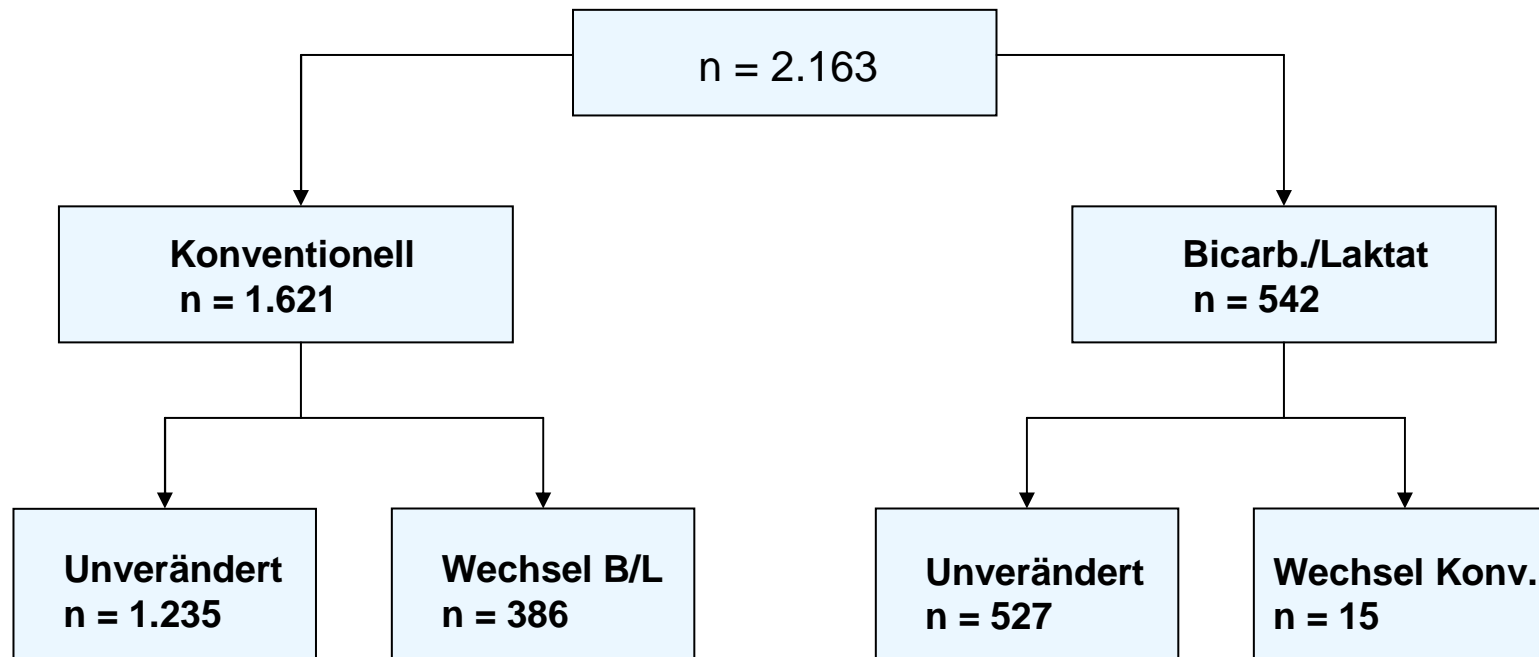 n = 2.163
Konventionell
n = 1.621
Bicarb./Laktat
n = 542
Unverändert
n = 1.235
Wechsel B/L
n = 386
Unverändert
n = 527
Wechsel Konv.
n = 15